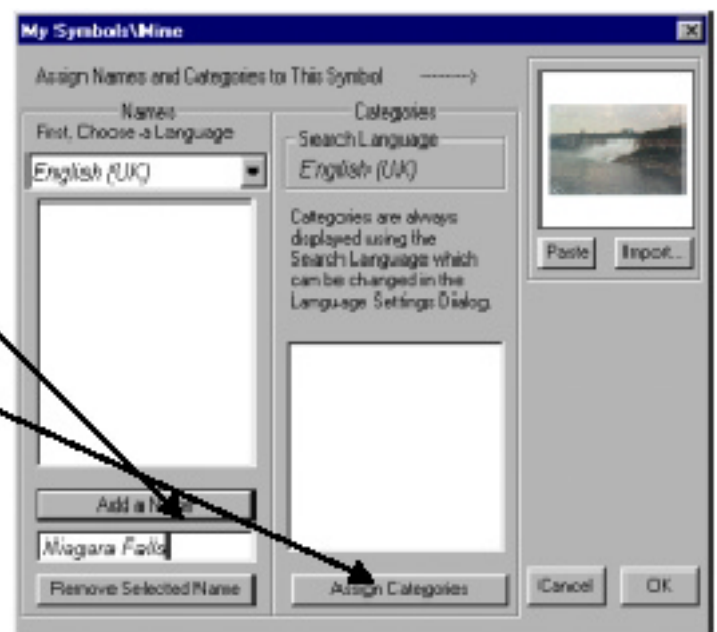 My Symbols\Mine
Assign Names and Categories to This Symbol -------->
Names
First, Choose a Language
English (UK)
Add a Name
Niagara Falls
Remove Selected Name
Categories
Search Language
English (UK)
Categories are always
displayed using the
Search Language which
can be changed in the
Language Settings Dialog.
Assign Categories
Paste
Import...
Cancel
OK